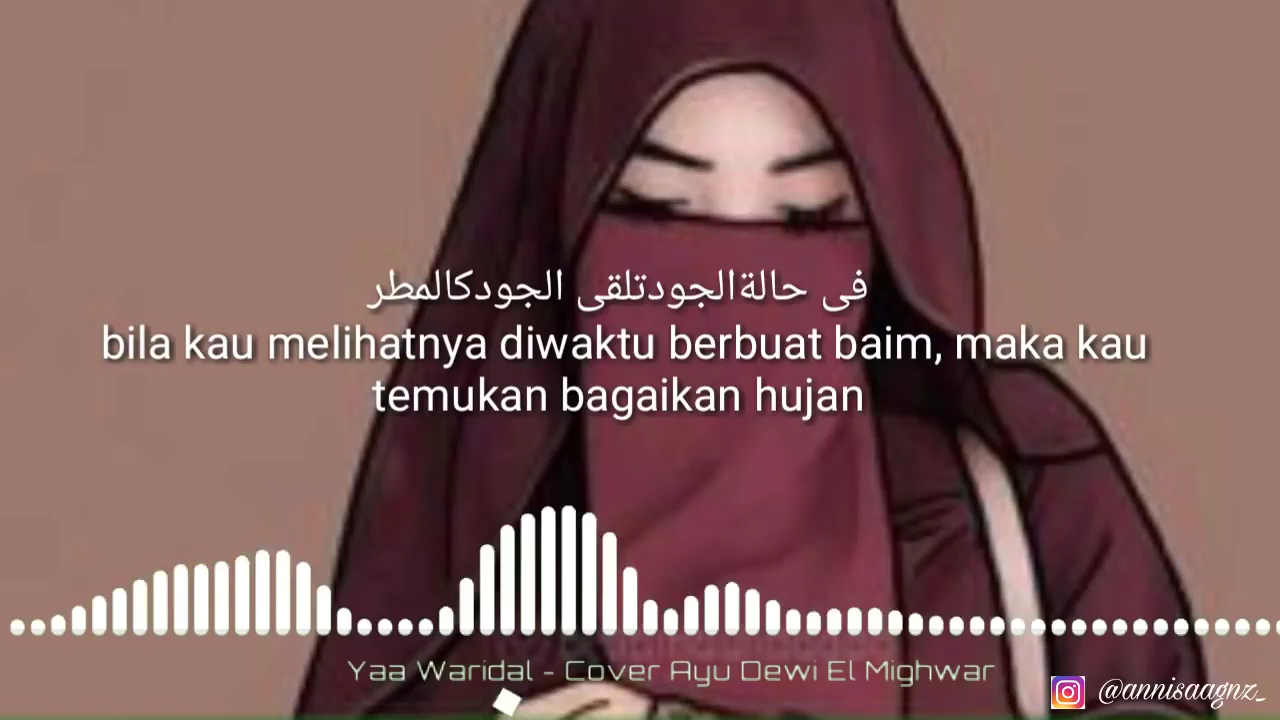 فى حالةالجودتلقى الجودكالمطر
bila kau melihatnya diwaktu berbuat baim, maka kau
temukan bagaikan hujan
Yaa Waridal - Cover Ayu Dewi El Mighwar
@annisaagnz_